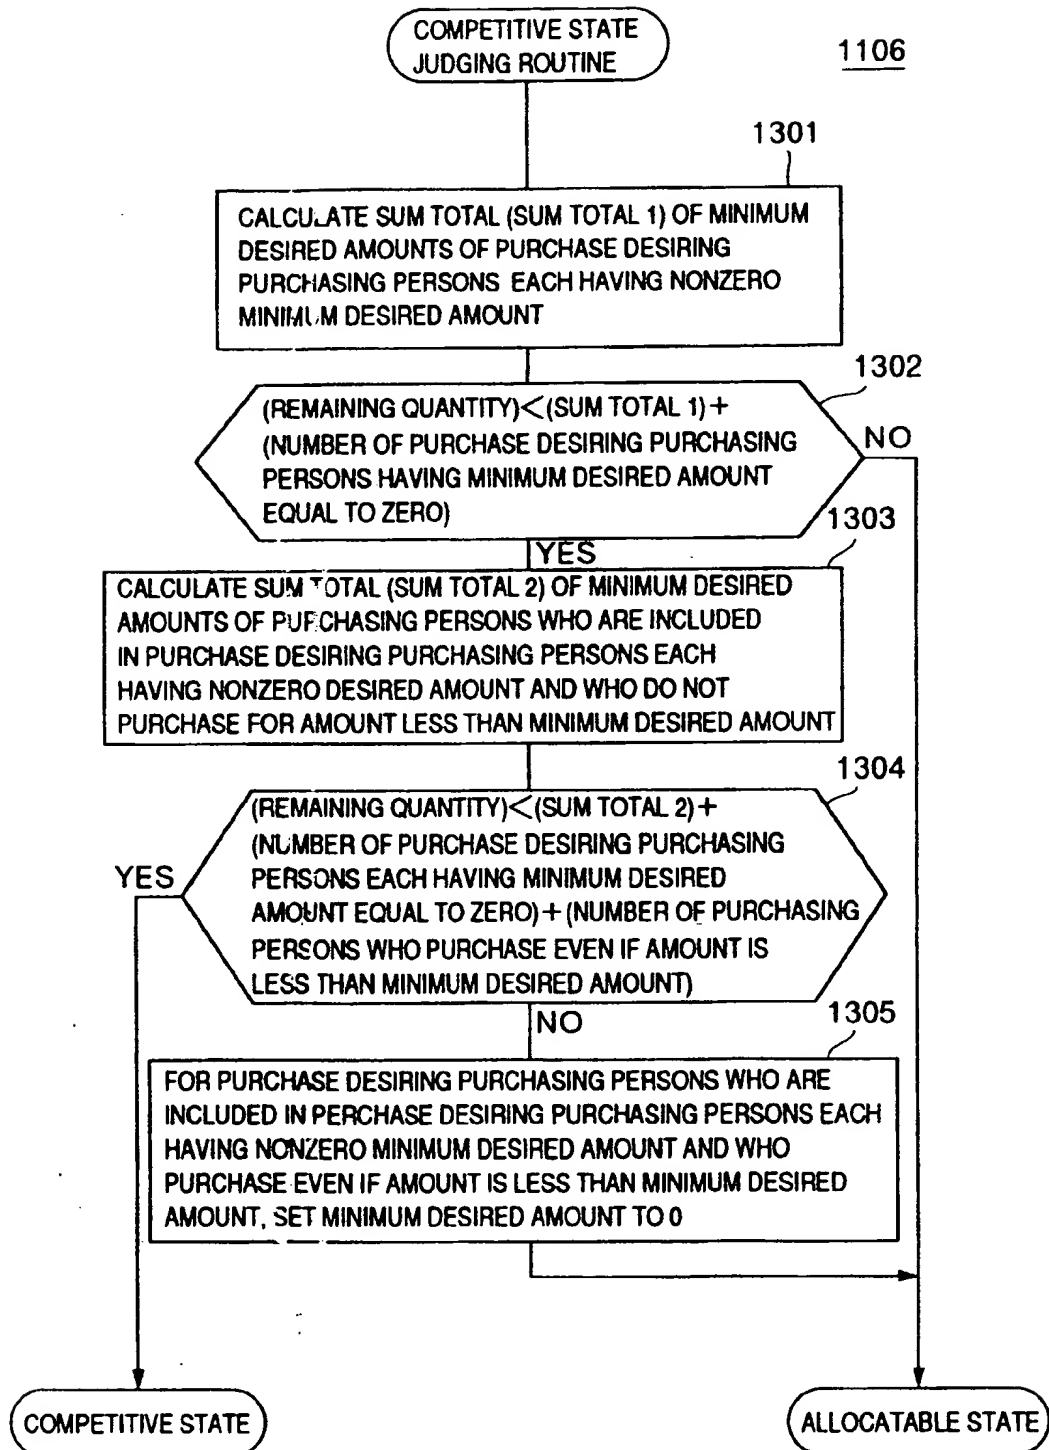 COMPETITIVE STATE
JUDGING ROUTINE
1106
1301
CALCULATE SUM TOTAL (SUM TOTAL 1) OF MINIMUM
DESIRED AMOUNTS OF PURCHASE DESIRING
PURCHASING PERSONS EACH HAVING NONZERO
MINIMUM DESIRED AMOUNT
1302
(REMAINING QUANTITY)<(SUM TOTAL 1)+
(NUMBER OF PURCHASE DESIRING PURCHASING
PERSONS HAVING MINIMUM DESIRED AMOUNT
EQUAL TO ZERO)
NO
YES
1303
CALCULATE SUM TOTAL (SUM TOTAL 2) OF MINIMUM DESIRED
AMOUNTS OF PURCHASING PERSONS WHO ARE INCLUDED
IN PURCHASE DESIRING PURCHASING PERSONS EACH
HAVING NONZERO DESIRED AMOUNT AND WHO DO NOT
PURCHASE FOR AMOUNT LESS THAN MINIMUM DESIRED AMOUNT
1304
(REMAINING QUANTITY)<(SUM TOTAL 2)+
(NUMBER OF PURCHASE DESIRING PURCHASING
PERSONS EACH HAVING MINIMUM DESIRED
AMOUNT EQUAL TO ZERO)+(NUMBER OF PURCHASING
PERSONS WHO PURCHASE EVEN IF AMOUNT IS
LESS THAN MINIMUM DESIRED AMOUNT)
YES
NO
1305
FOR PURCHASE DESIRING PURCHASING PERSONS WHO ARE
INCLUDED IN PERCHASE DESIRING PURCHASING PERSONS EACH
HAVING NONZERO MINIMUM DESIRED AMOUNT AND WHO
PURCHASE EVEN IF AMOUNT IS LESS THAN MINIMUM DESIRED
AMOUNT, SET MINIMUM DESIRED AMOUNT TO 0
COMPETITIVE STATE
ALLOCATABLE STATE